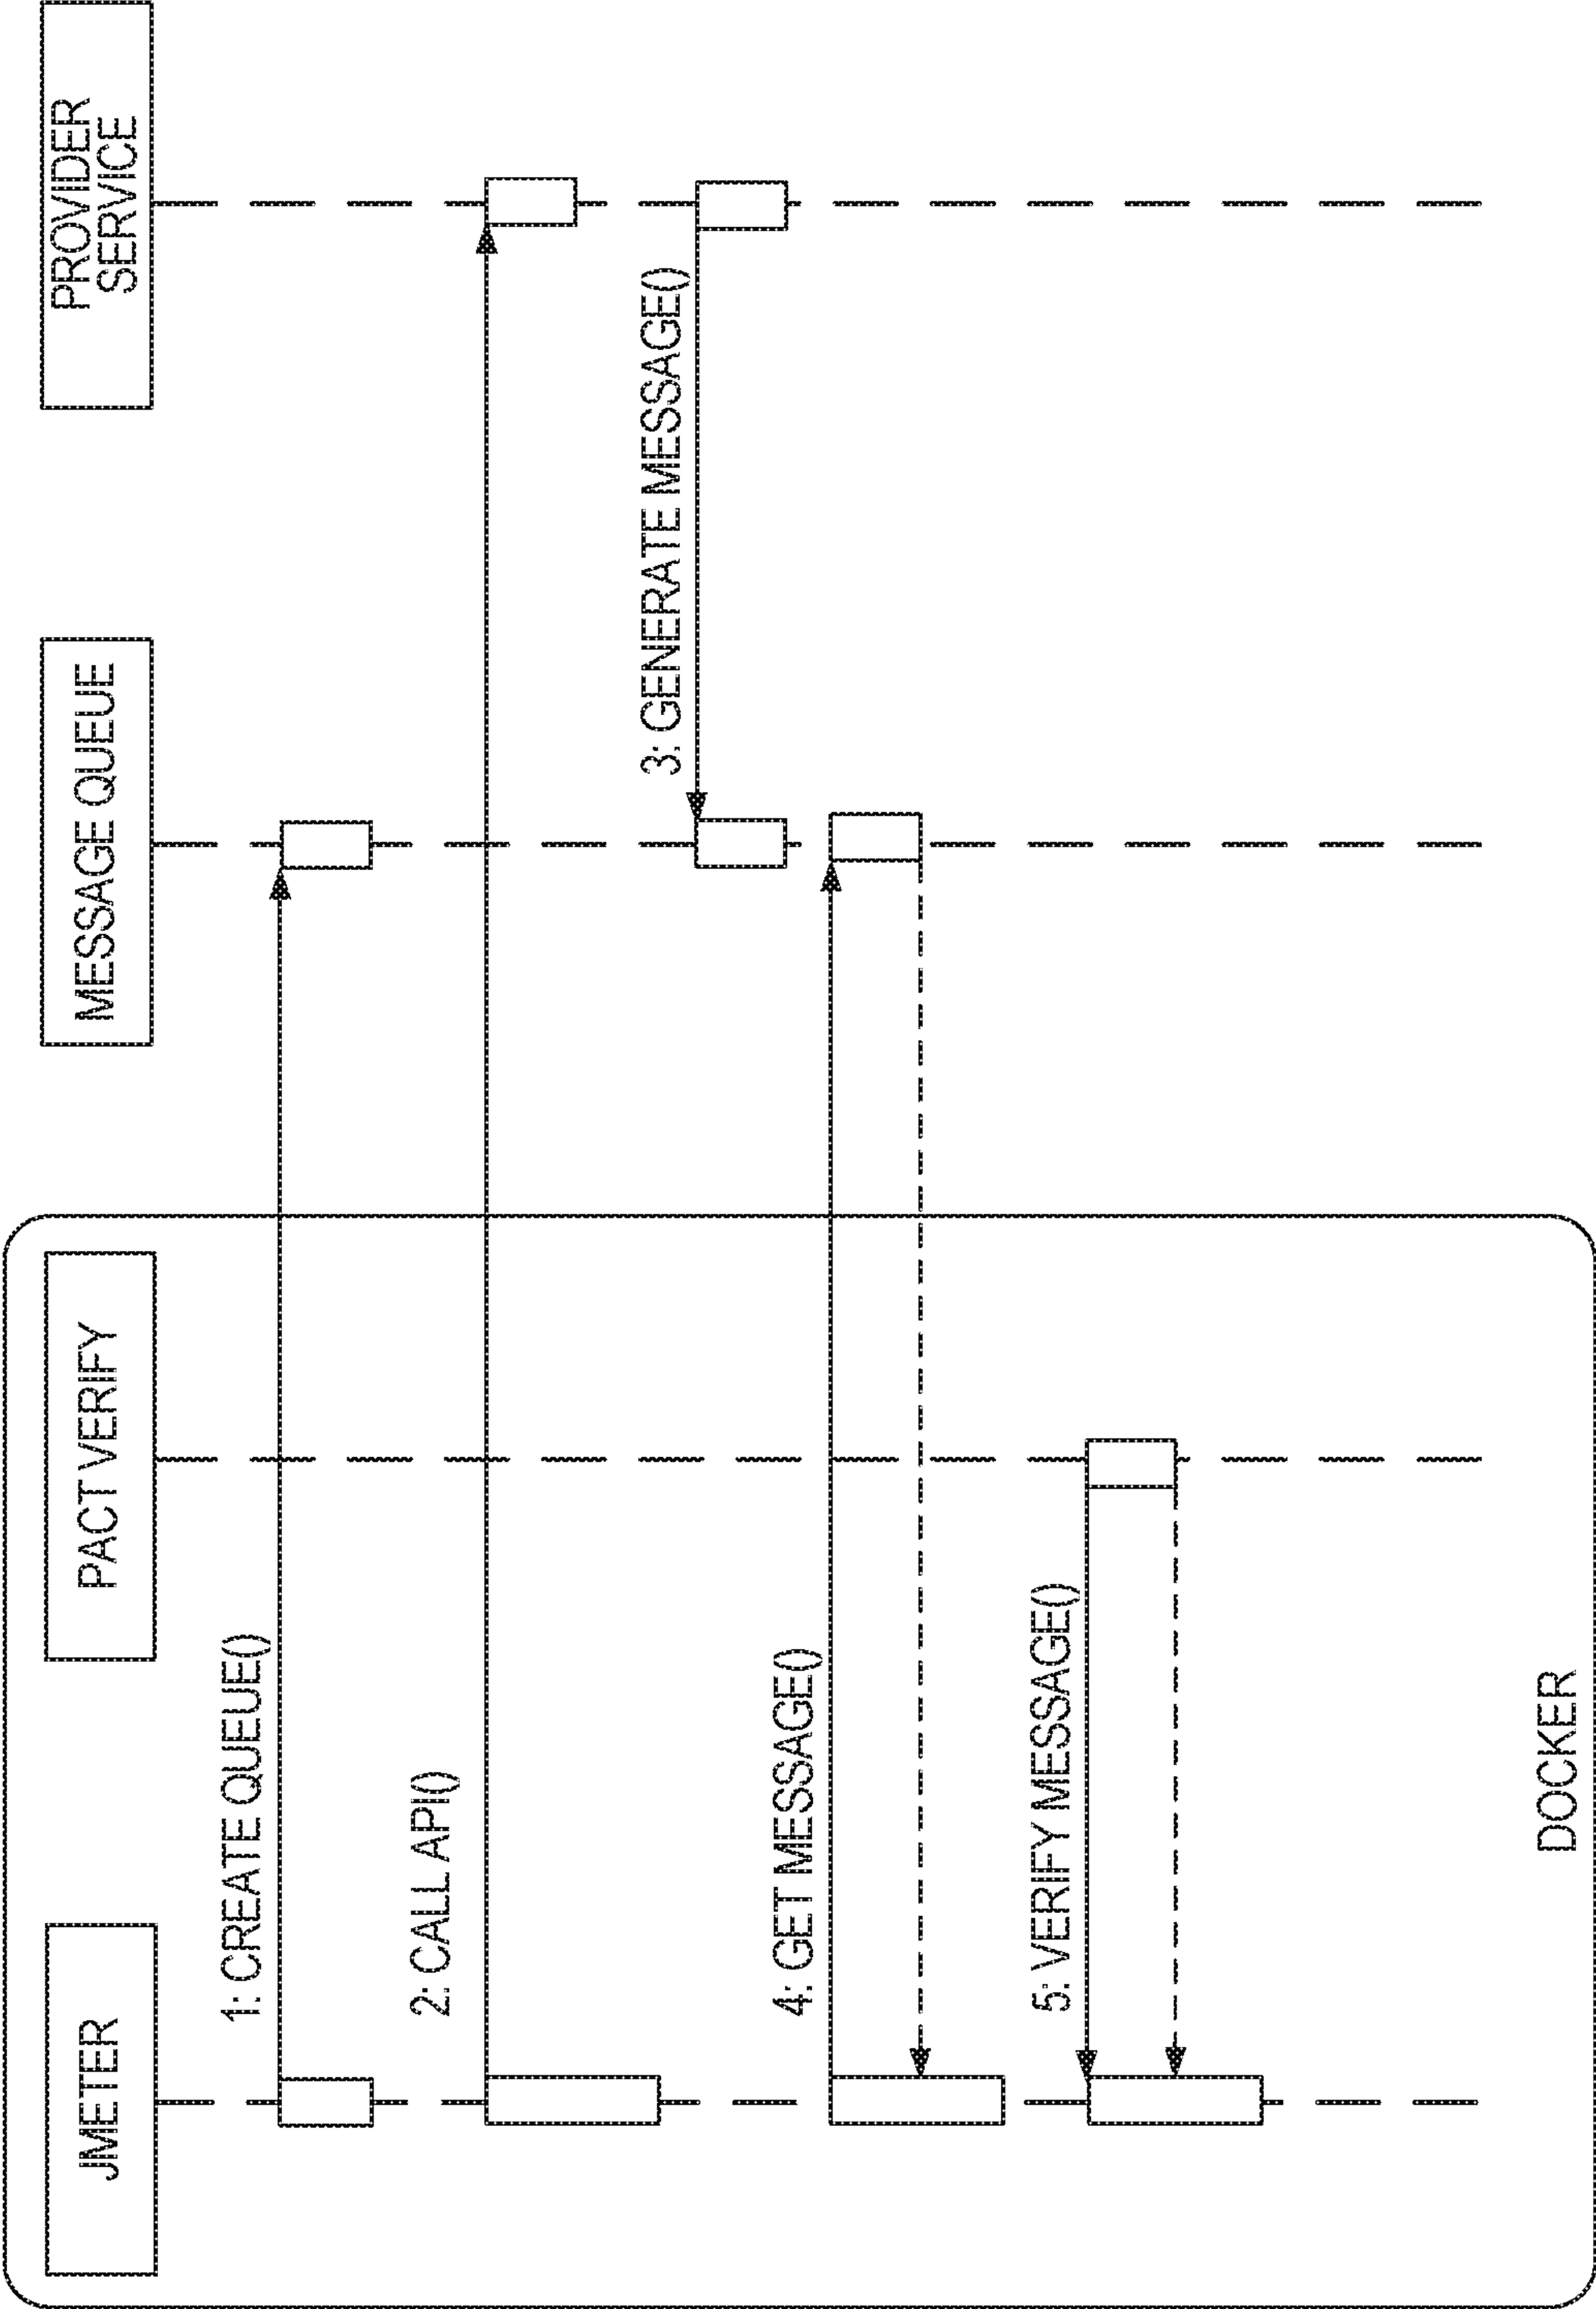 JMETER
PACT VERIFY
MESSAGE QUEUE
PROVIDER
SERVICE
1: CREATE QUEUE()
2: CALL API()
3: GENERATE MESSAGE()
4: GET MESSAGE()
5: VERIFY MESSAGE()
DOCKER